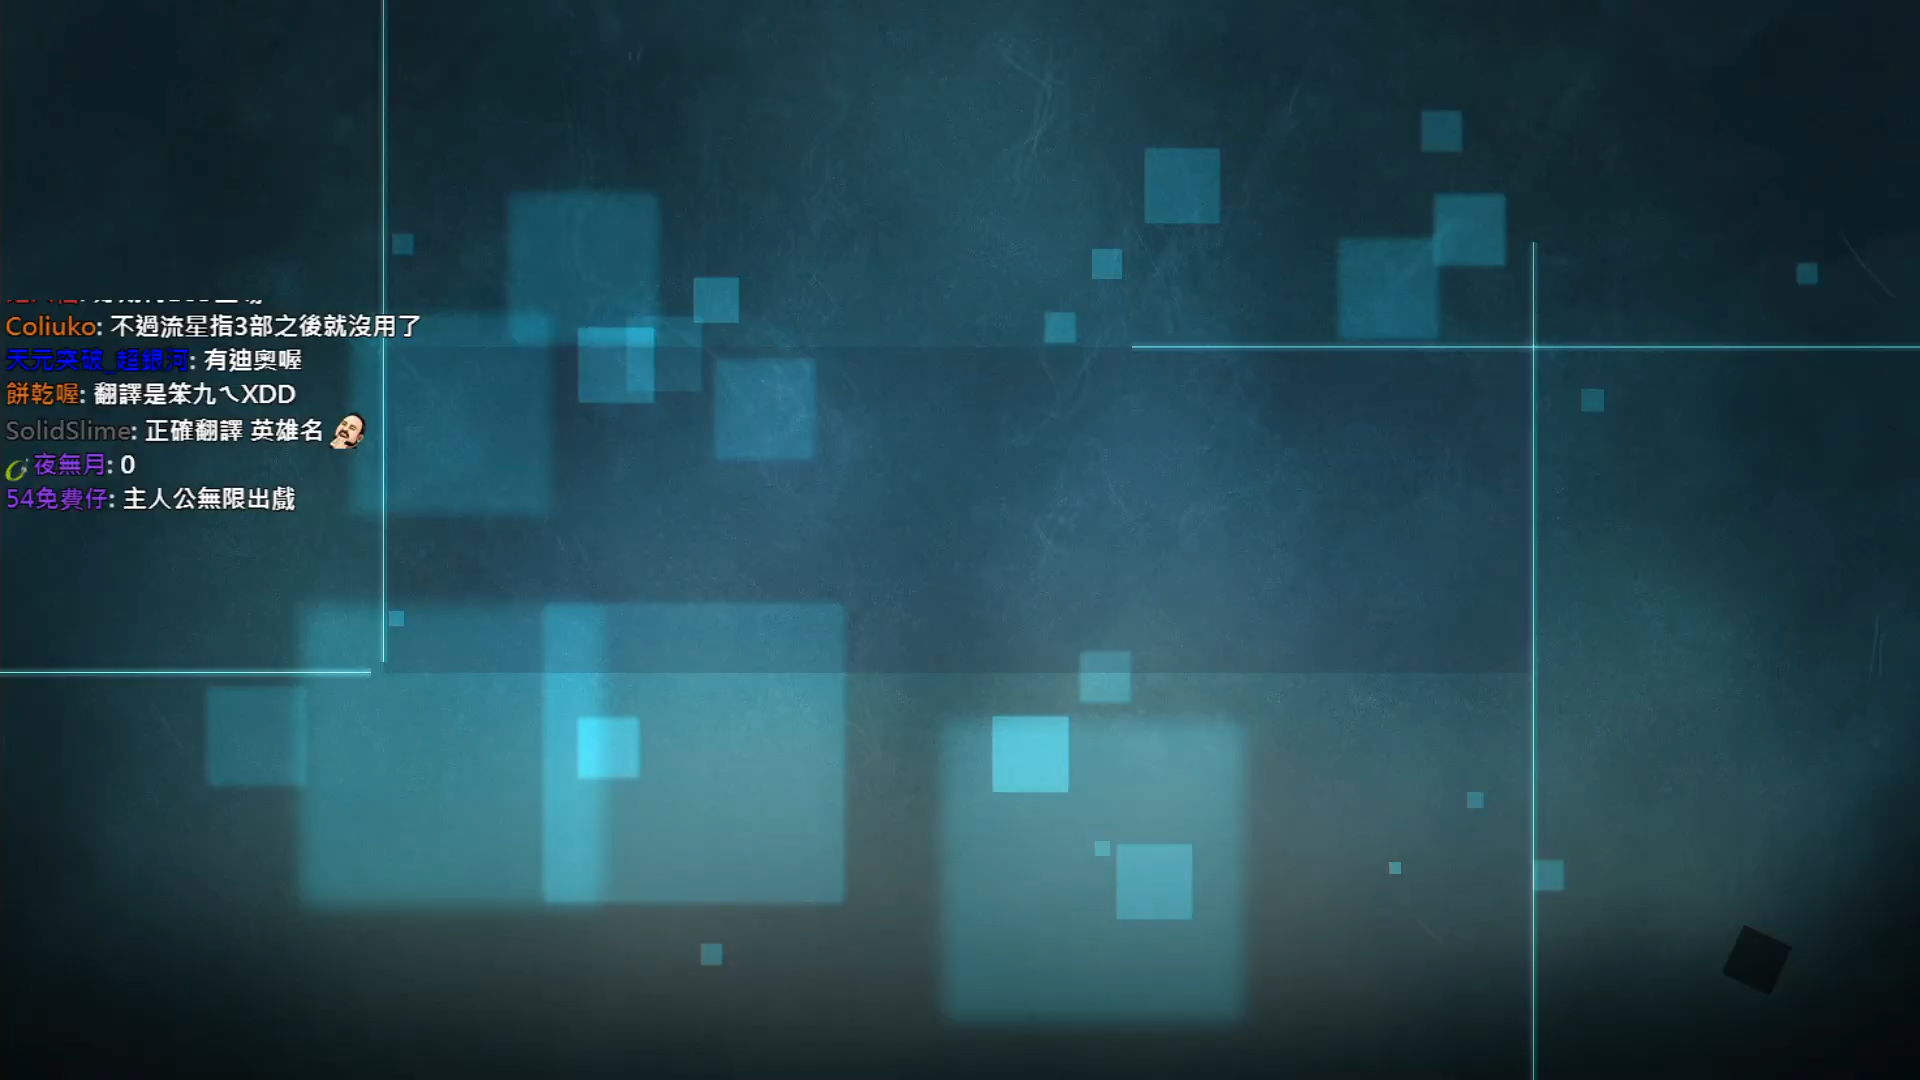 Coliuko: 不過流星指3部之後就沒用了
天元突破_超銀河: 有迪奧喔
餅乾喔: 翻譯是笨九ㄟXDD
SolidSlime: 正確翻譯 英雄名
夜無月: 0
54免費仔: 主人公無限出戲